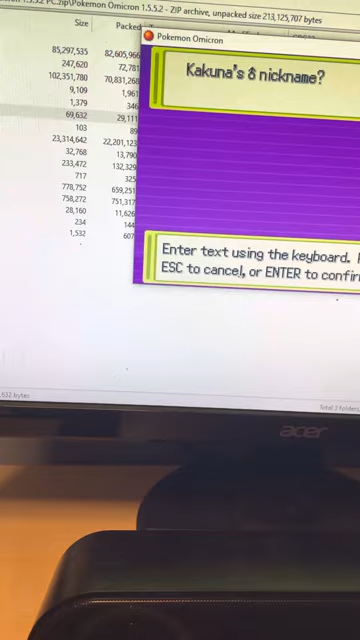 PC.zip\Pokemon Omicron 1.5.5.2 - ZIP archive, unpacked size 213,125,707 bytes
Size Packed
85,297,535 82,605,966
247,620 72,781
102,351,780 70,831,268
9,109 1,961
1,379 346
69,632 29,111
103 89
23,314,642 22,201,123
32,768 13,790
233,472 132,329
717 325
778,752 659,251
758,272 751,317
28,160 11,626
234 144
1,532 607
Pokemon Omicron
Kakuna's ♂ nickname?
Enter text using the keyboard.
ESC to cancel, or ENTER to confir
,632 bytes
Total 3 folders,
acer